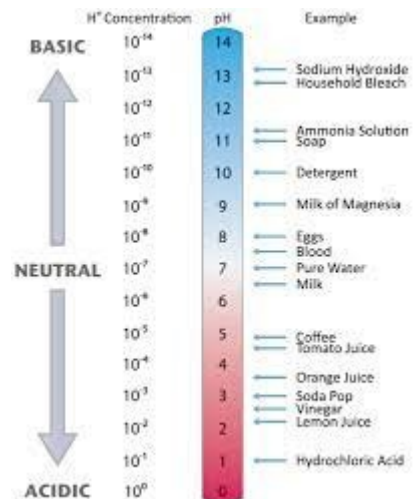 H⁺ Concentration pH Example
BASIC 10⁻¹⁴ 14
10⁻¹³ 13 Sodium Hydroxide
Household Bleach
10⁻¹² 12
Ammonia Solution
10⁻¹¹ 11 Soap
10⁻¹⁰ 10 Detergent
10⁻⁹ 9 Milk of Magnesia
10⁻⁸ 8 Eggs
Blood
NEUTRAL 10⁻⁷ 7 Pure Water
Milk
10⁻⁶ 6
10⁻⁵ 5 Coffee
Tomato Juice
10⁻⁴ 4
Orange Juice
10⁻³ 3 Soda Pop
Vinegar
10⁻² 2 Lemon Juice
10⁻¹ 1 Hydrochloric Acid
ACIDIC 10⁰ 0